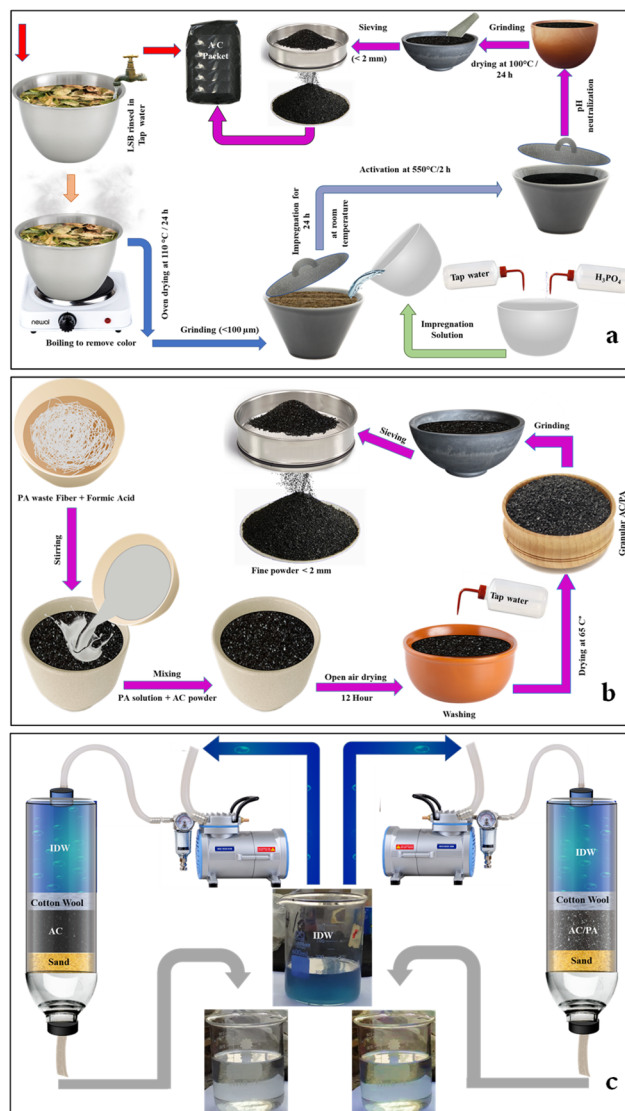 LSB rinsed in
Tap water
A C
Packet
Sieving
(< 2 mm)
Grinding
drying at 100°C /
24 h
pH
neutralization
Activation at 550°C/2 h
Impregnation for
24 h
at room
temperature
Oven drying at 110 °C / 24 h
newal
Boiling to remove color
Grinding (<100 µm)
Tap water
H₃PO₄
Impregnation
Solution
a
PA waste Fiber + Formic Acid
Stirring
Mixing
PA solution + AC powder
Open air drying
12 Hour
Tap water
Washing
Drying at 65 C°
Granular AC/PA
Grinding
Sieving
Fine powder < 2 mm
b
IDW
Cotton Wool
AC
Sand
IDW
IDW
Cotton Wool
AC/PA
Sand
c